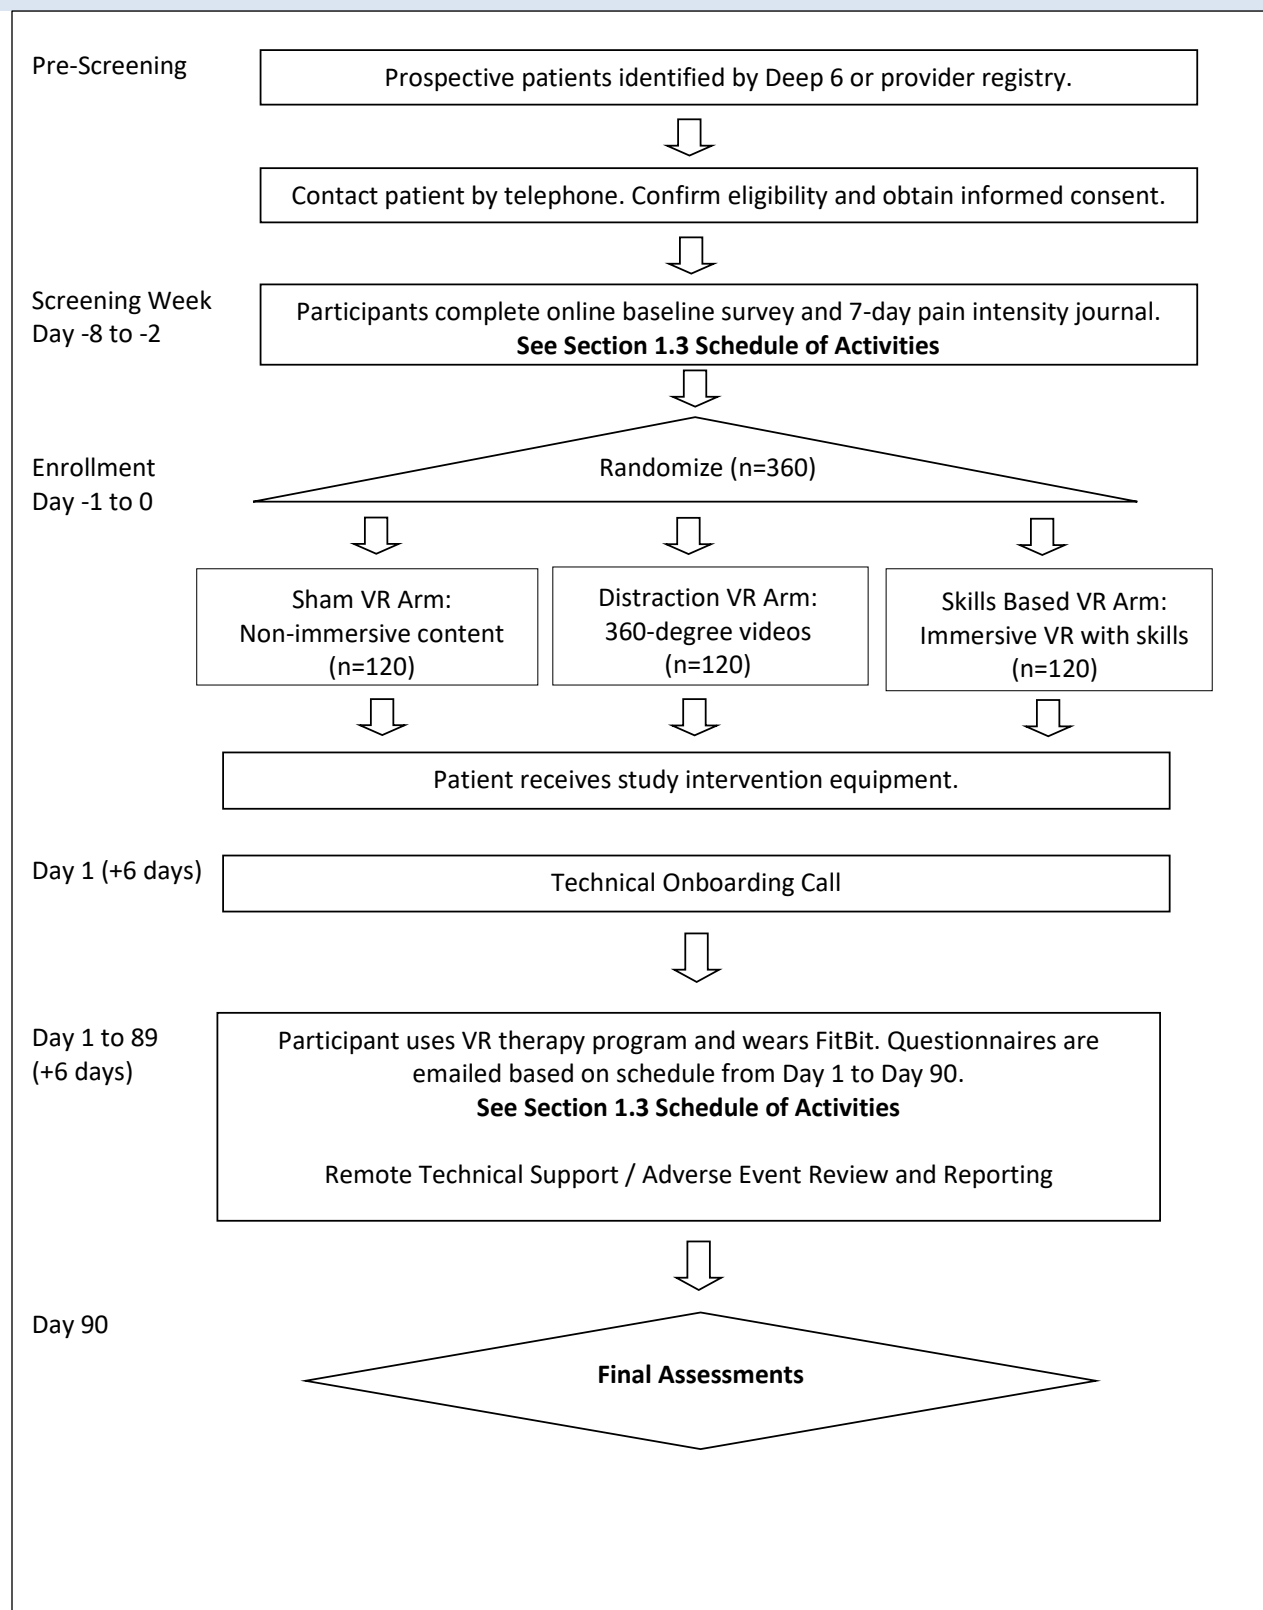 Pre-Screening
Prospective patients identified by Deep 6 or provider registry.
Contact patient by telephone. Confirm eligibility and obtain informed consent.
Screening Week
Day -8 to -2
Participants complete online baseline survey and 7-day pain intensity journal.
See Section 1.3 Schedule of Activities
Enrollment
Day -1 to 0
Randomize (n=360)
Sham VR Arm:
Non-immersive content
(n=120)
Distraction VR Arm:
360-degree videos
(n=120)
Skills Based VR Arm:
Immersive VR with skills
(n=120)
Patient receives study intervention equipment.
Day 1 (+6 days)
Technical Onboarding Call
Day 1 to 89
(+6 days)
Participant uses VR therapy program and wears FitBit. Questionnaires are
emailed based on schedule from Day 1 to Day 90.
See Section 1.3 Schedule of Activities
Remote Technical Support / Adverse Event Review and Reporting
Day 90
Final Assessments